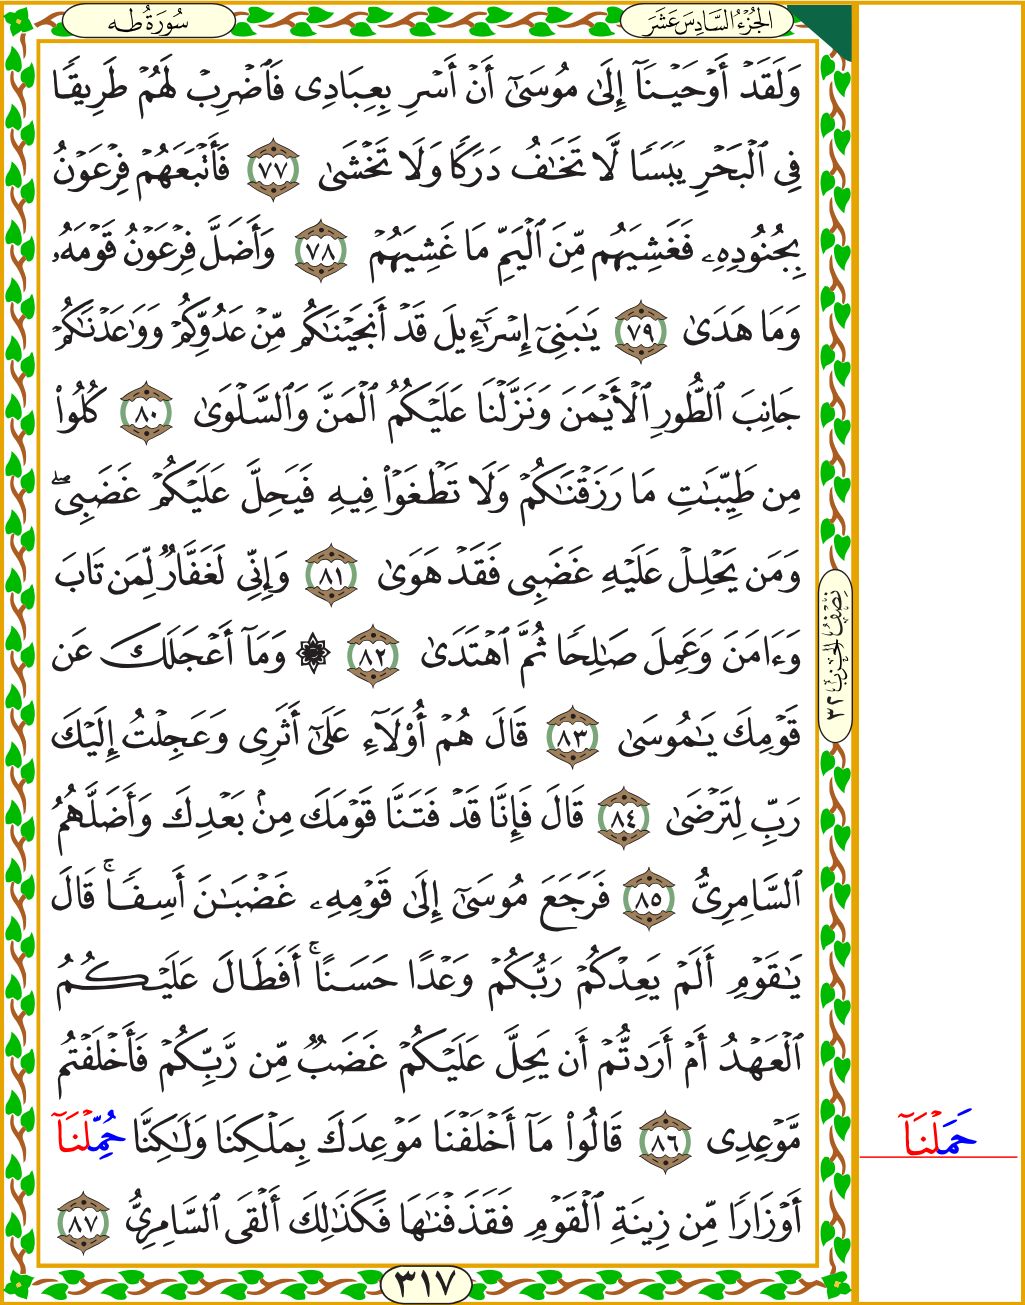 الجُزْءُ السَّادِسَ عَشَرَ
سُورَةُ طه
وَلَقَدْ أَوْحَيْنَآ إِلَىٰ مُوسَىٰٓ أَنْ أَسْرِ بِعِبَادِى فَٱضْرِبْ لَهُمْ طَرِيقًا
فِى ٱلْبَحْرِ يَبَسًا لَّا تَخَٰفُ دَرَكًا وَلَا تَخْشَىٰ ٧٧ فَأَتْبَعَهُمْ فِرْعَوْنُ
بِجُنُودِهِۦ فَغَشِيَهُم مِّنَ ٱلْيَمِّ مَا غَشِيَهُمْ ٧٨ وَأَضَلَّ فِرْعَوْنُ قَوْمَهُۥ
وَمَا هَدَىٰ ٧٩ يَٰبَنِىٓ إِسْرَٰٓءِيلَ قَدْ أَنجَيْنَٰكُم مِّنْ عَدُوِّكُمْ وَوَٰعَدْنَٰكُمْ
جَانِبَ ٱلطُّورِ ٱلْأَيْمَنَ وَنَزَّلْنَا عَلَيْكُمُ ٱلْمَنَّ وَٱلسَّلْوَىٰ ٨٠ كُلُوا۟
مِن طَيِّبَٰتِ مَا رَزَقْنَٰكُمْ وَلَا تَطْغَوْا۟ فِيهِ فَيَحِلَّ عَلَيْكُمْ غَضَبِى ۖ
وَمَن يَحْلِلْ عَلَيْهِ غَضَبِى فَقَدْ هَوَىٰ ٨١ وَإِنِّى لَغَفَّارٌ لِّمَن تَابَ
وَءَامَنَ وَعَمِلَ صَٰلِحًا ثُمَّ ٱهْتَدَىٰ ٨٢ ۞ وَمَآ أَعْجَلَكَ عَن
قَوْمِكَ يَٰمُوسَىٰ ٨٣ قَالَ هُمْ أُو۟لَآءِ عَلَىٰٓ أَثَرِى وَعَجِلْتُ إِلَيْكَ
رَبِّ لِتَرْضَىٰ ٨٤ قَالَ فَإِنَّا قَدْ فَتَنَّا قَوْمَكَ مِنۢ بَعْدِكَ وَأَضَلَّهُمُ
ٱلسَّامِرِىُّ ٨٥ فَرَجَعَ مُوسَىٰٓ إِلَىٰ قَوْمِهِۦ غَضْبَٰنَ أَسِفًا ۚ قَالَ
يَٰقَوْمِ أَلَمْ يَعِدْكُمْ رَبُّكُمْ وَعْدًا حَسَنًا ۚ أَفَطَالَ عَلَيْكُمُ
ٱلْعَهْدُ أَمْ أَرَدتُّمْ أَن يَحِلَّ عَلَيْكُمْ غَضَبٌ مِّن رَّبِّكُمْ فَأَخْلَفْتُم
مَّوْعِدِى ٨٦ قَالُوا۟ مَآ أَخْلَفْنَا مَوْعِدَكَ بِمَلْكِنَا وَلَٰكِنَّا حُمِّلْنَآ
أَوْزَارًا مِّن زِينَةِ ٱلْقَوْمِ فَقَذَفْنَٰهَا فَكَذَٰلِكَ أَلْقَى ٱلسَّامِرِىُّ ٨٧
نِصْفُ الحِزْبِ ٣٢
حَمَلْنَآ
٣١٧